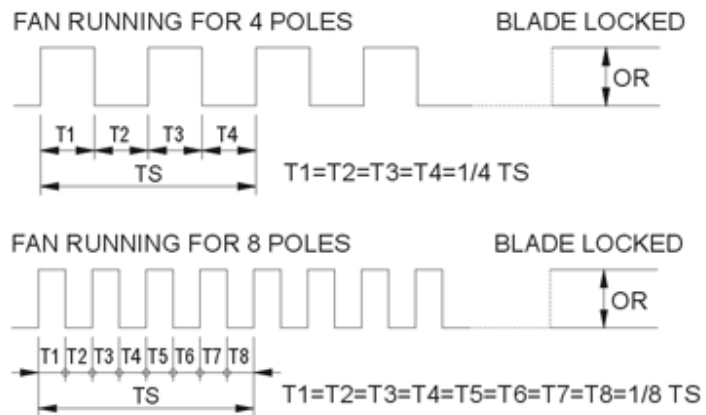 FAN RUNNING FOR 4 POLES BLADE LOCKED
OR
T1 T2 T3 T4
TS
T1=T2=T3=T4=1/4 TS
FAN RUNNING FOR 8 POLES BLADE LOCKED
OR
T1 T2 T3 T4 T5 T6 T7 T8
TS
T1=T2=T3=T4=T5=T6=T7=T8=1/8 TS